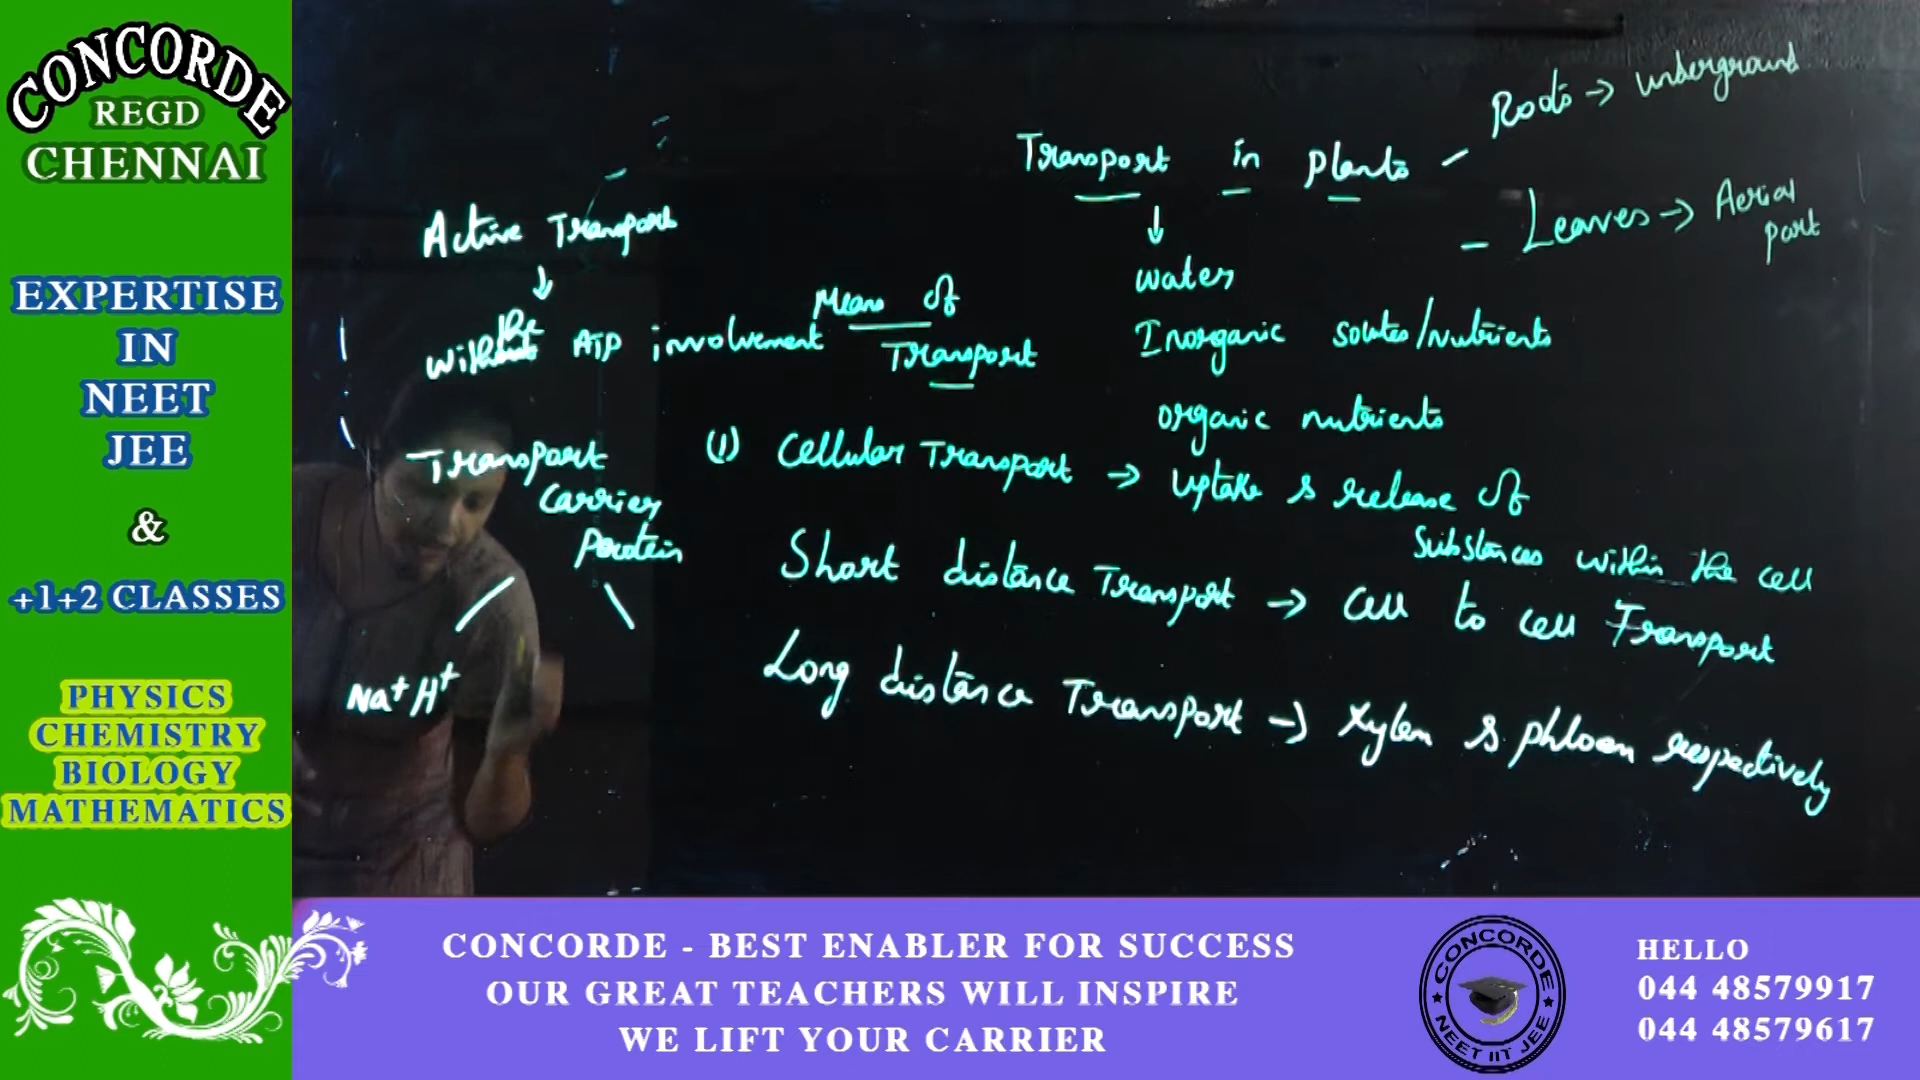 CONCORDE
REGD
CHENNAI
EXPERTISE
IN
NEET
JEE
&
+1+2 CLASSES
PHYSICS
CHEMISTRY
BIOLOGY
MATHEMATICS
Transport in plants - Roots → underground
- Leaves → Aerial
part
↓
water
Inorganic solutes/nutrients
organic nutrients
Active Transport
↓
with the ATP involvement
Means of
Transport
Transport
carrier
Protein
Na+ H+
(1) Cellular Transport → uptake & release of
Substances within the cell
Short distance Transport → Cell to cell Transport
Long distance Transport → Xylem & phloem respectively
CONCORDE - BEST ENABLER FOR SUCCESS
OUR GREAT TEACHERS WILL INSPIRE
WE LIFT YOUR CARRIER
CONCORDE
NEET IIT JEE
HELLO
044 48579917
044 48579617